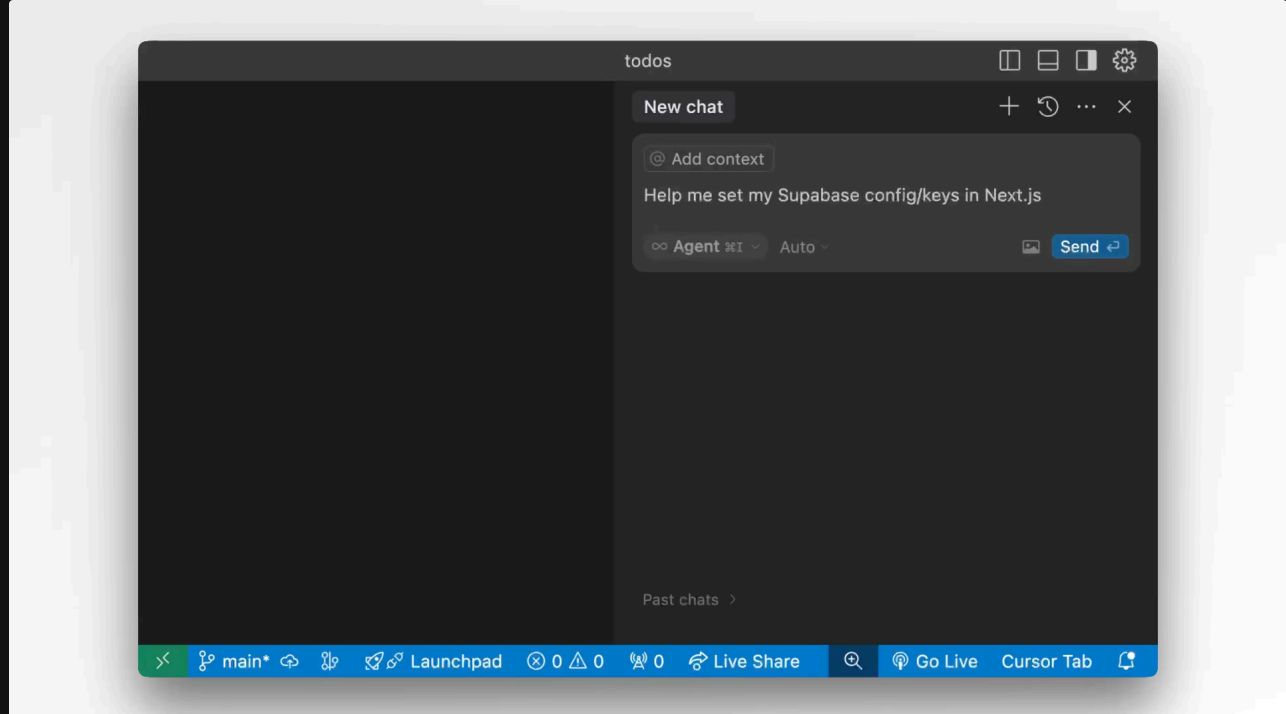 todos
New chat
@ Add context
Help me set my Supabase config/keys in Next.js
∞ Agent ⌘I Auto Send
Past chats
main* Launchpad 0 0 0 Live Share Go Live Cursor Tab